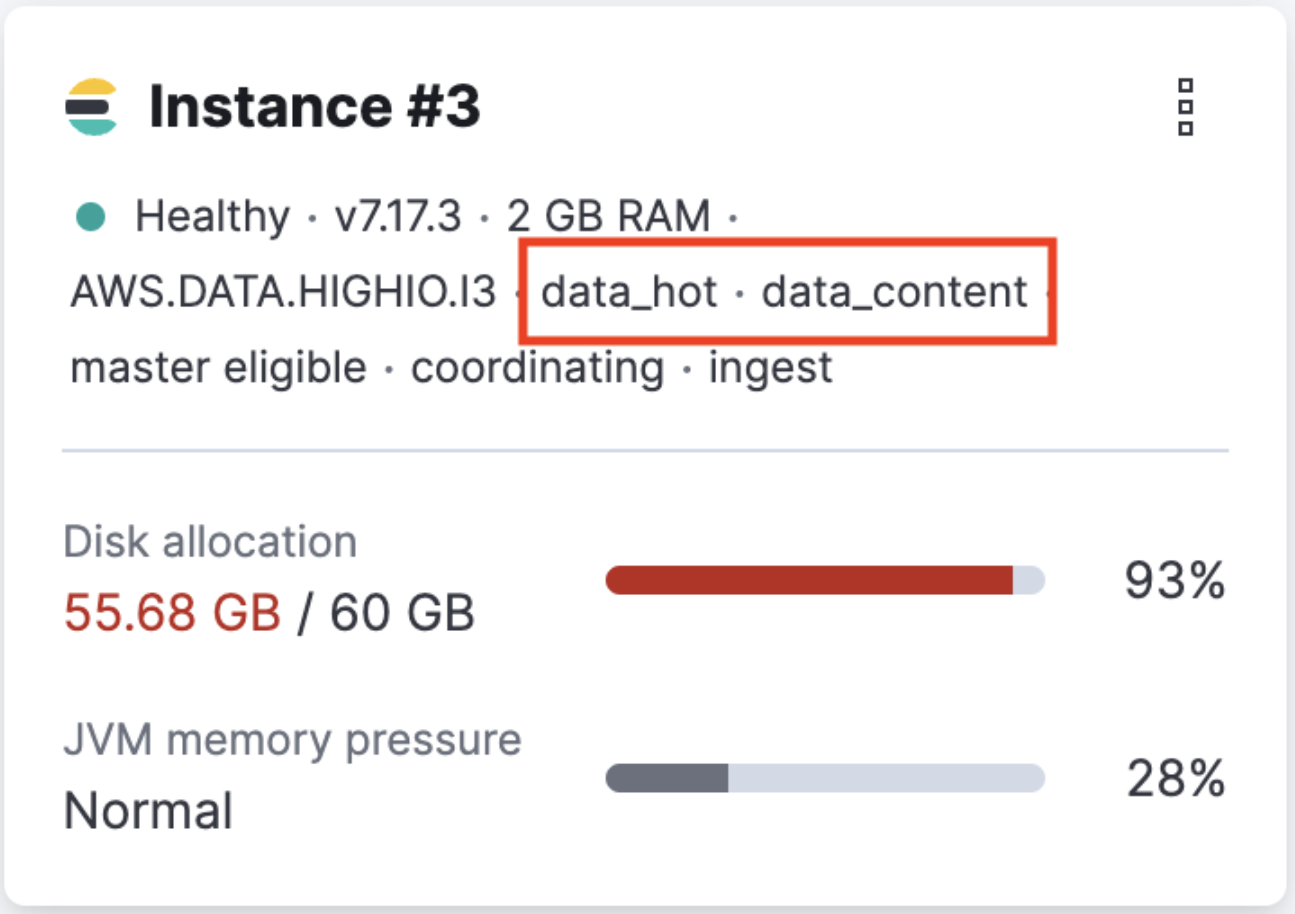 Instance #3
Healthy · v7.17.3 · 2 GB RAM ·
AWS.DATA.HIGHIO.I3 · data_hot · data_content ·
master eligible · coordinating · ingest
Disk allocation
55.68 GB / 60 GB
93%
JVM memory pressure
Normal
28%